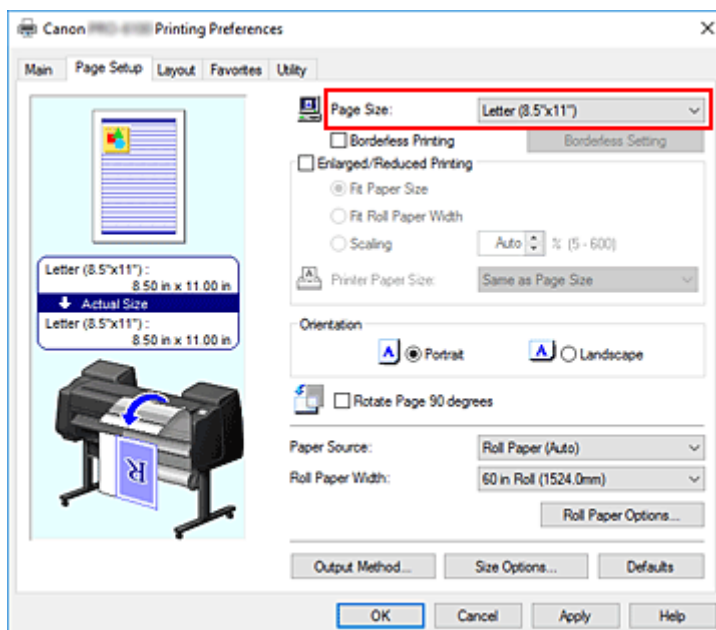 Canon Printing Preferences
Main Page Setup Layout Favorites Utility
Page Size: Letter (8.5"x11")
Borderless Printing Borderless Setting
Enlarged/Reduced Printing
Fit Paper Size
Fit Roll Paper Width
Scaling Auto % (5 - 600)
Printer Paper Size: Same as Page Size
Letter (8.5"x11") :
8.50 in x 11.00 in
Actual Size
Letter (8.5"x11") :
8.50 in x 11.00 in
Orientation
A Portrait A Landscape
Rotate Page 90 degrees
R
Paper Source: Roll Paper (Auto)
Roll Paper Width: 60 in Roll (1524.0mm)
Roll Paper Options...
Output Method... Size Options... Defaults
OK Cancel Apply Help